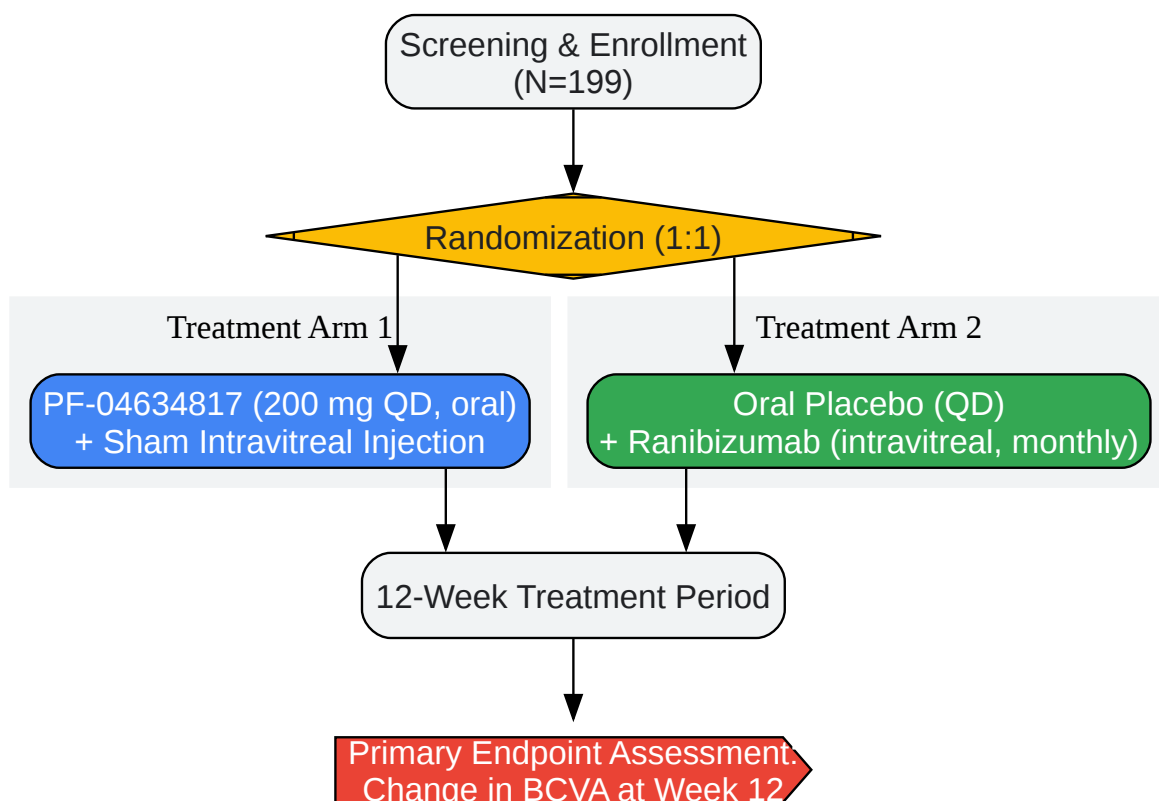 Screening & Enrollment
(N=199)
Randomization (1:1)
Treatment Arm 1
Treatment Arm 2
PF-04634817 (200 mg QD, oral)
+ Sham Intravitreal Injection
Oral Placebo (QD)
+ Ranibizumab (intravitreal, monthly)
12-Week Treatment Period
Primary Endpoint Assessment:
Change in BCVA at Week 12